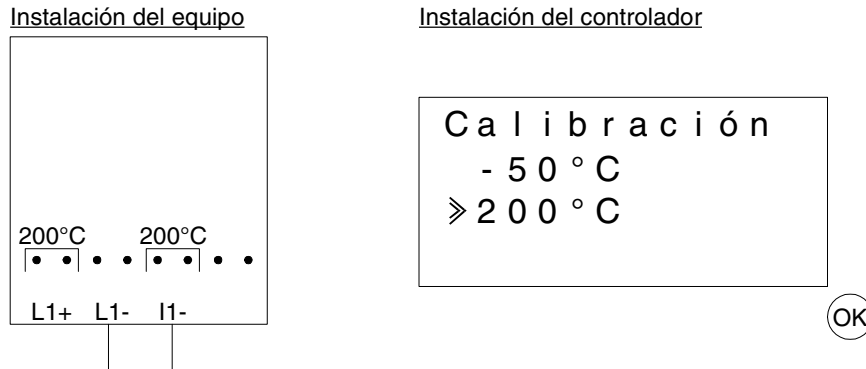 Instalación del equipo
200°C 200°C
L1+ L1- I1-
Instalación del controlador
Calibración
-50°C
⪢200°C
OK